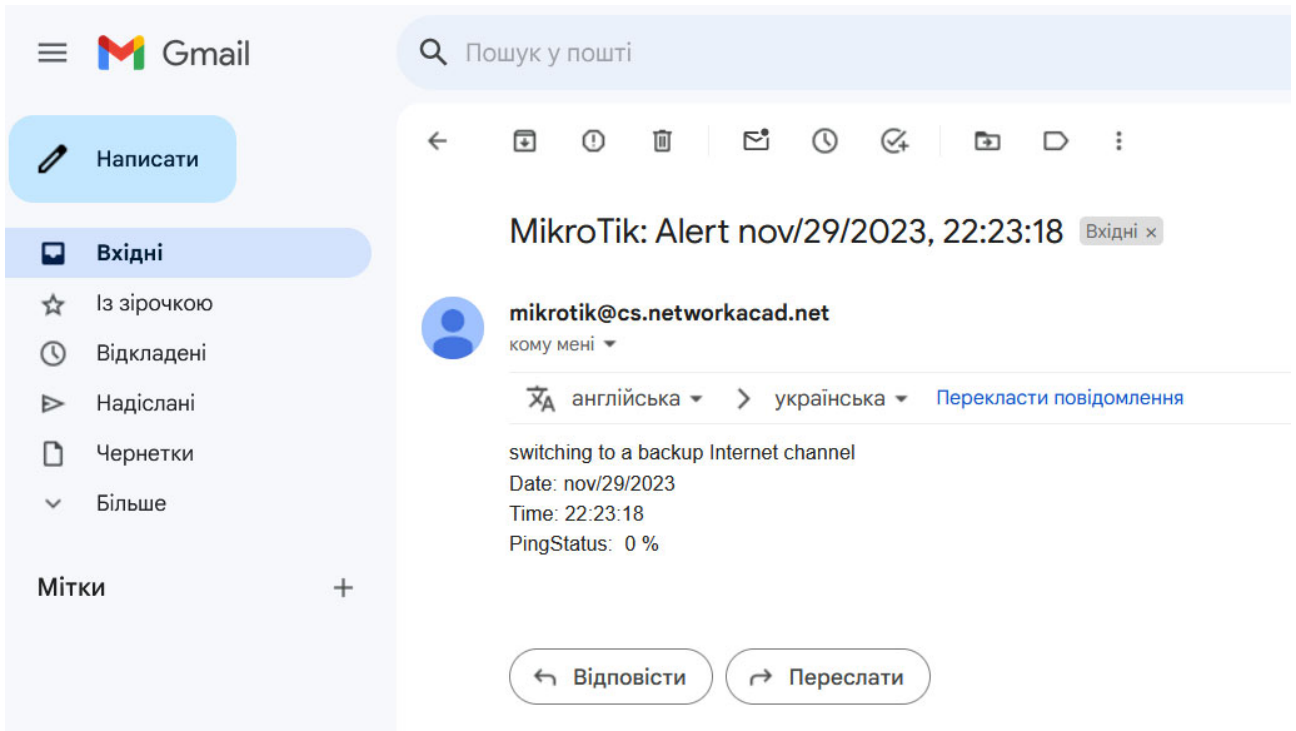 Gmail
Пошук у пошті
Написати
Вхідні
Із зірочкою
Відкладені
Надіслані
Чернетки
Більше
Мітки
MikroTik: Alert nov/29/2023, 22:23:18 Вхідні ×
mikrotik@cs.networkacad.net
кому мені
англійська > українська Перекласти повідомлення
switching to a backup Internet channel
Date: nov/29/2023
Time: 22:23:18
PingStatus: 0 %
Відповісти Переслати